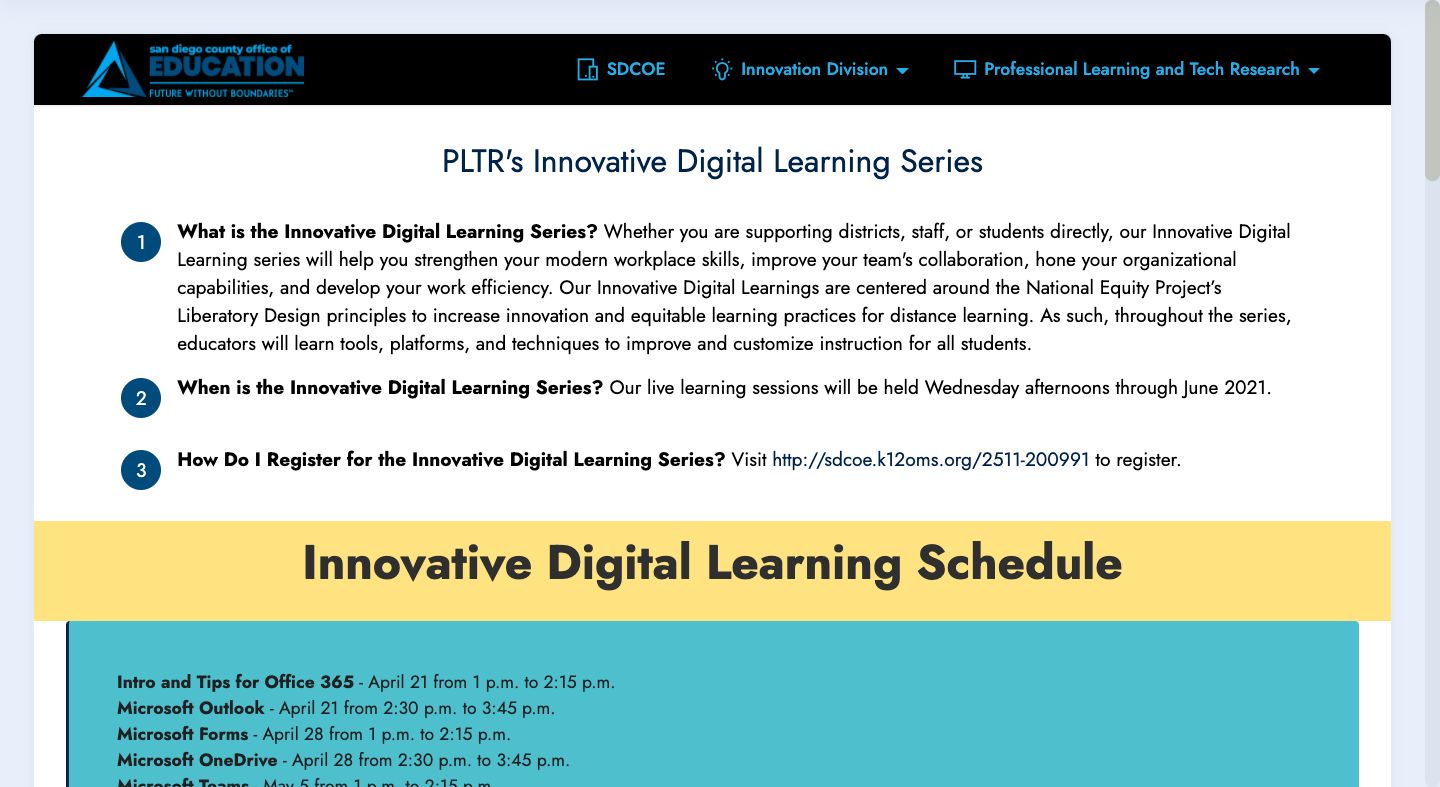 san diego county office of
EDUCATION
FUTURE WITHOUT BOUNDARIES™
SDCOE
Innovation Division
Professional Learning and Tech Research
PLTR's Innovative Digital Learning Series
1
What is the Innovative Digital Learning Series? Whether you are supporting districts, staff, or students directly, our Innovative Digital
Learning series will help you strengthen your modern workplace skills, improve your team's collaboration, hone your organizational
capabilities, and develop your work efficiency. Our Innovative Digital Learnings are centered around the National Equity Project's
Liberatory Design principles to increase innovation and equitable learning practices for distance learning. As such, throughout the series,
educators will learn tools, platforms, and techniques to improve and customize instruction for all students.
2
When is the Innovative Digital Learning Series? Our live learning sessions will be held Wednesday afternoons through June 2021.
3
How Do I Register for the Innovative Digital Learning Series? Visit http://sdcoe.k12oms.org/2511-200991 to register.
Innovative Digital Learning Schedule
Intro and Tips for Office 365 - April 21 from 1 p.m. to 2:15 p.m.
Microsoft Outlook - April 21 from 2:30 p.m. to 3:45 p.m.
Microsoft Forms - April 28 from 1 p.m. to 2:15 p.m.
Microsoft OneDrive - April 28 from 2:30 p.m. to 3:45 p.m.
Microsoft Teams - May 5 from 1 p.m. to 2:15 p.m.